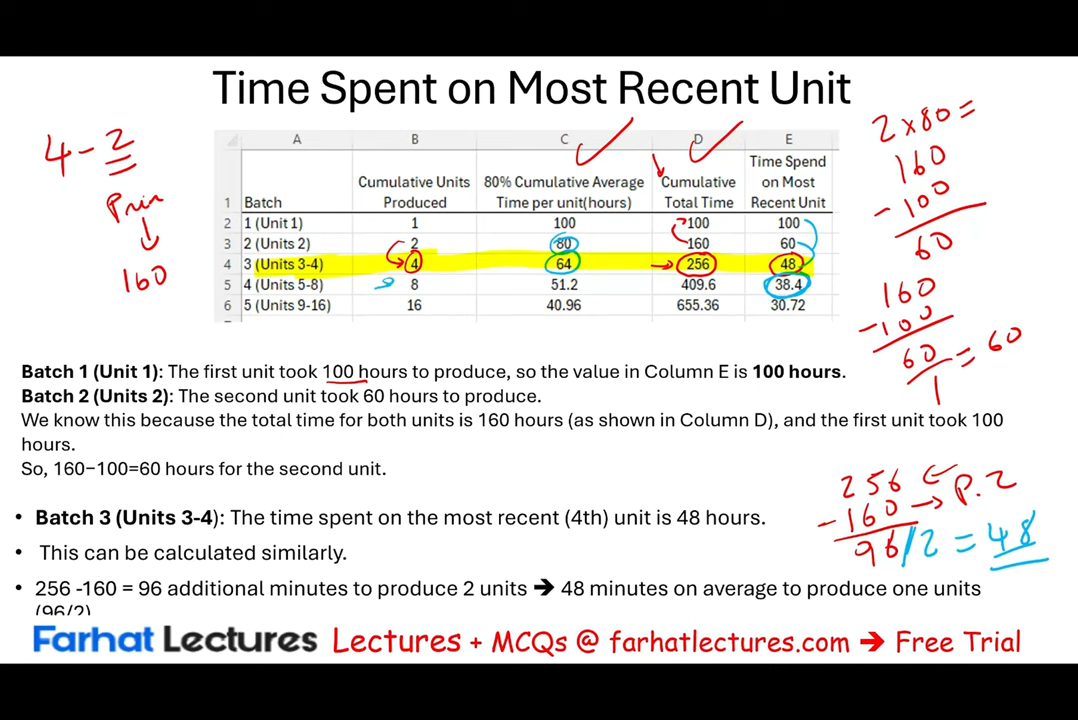 Time Spent on Most Recent Unit
4 - 2
Prin
160
A B C D E
1 Batch Cumulative Units Produced 80% Cumulative Average Time per unit(hours) Cumulative Total Time Time Spend on Most Recent Unit
2 1 (Unit 1) 1 100 100 100
3 2 (Units 2) 2 80 160 60
4 3 (Units 3-4) 4 64 256 48
5 4 (Units 5-8) 8 51.2 409.6 38.4
6 5 (Units 9-16) 16 40.96 655.36 30.72
2 x 80 =
160
- 100
60
160
- 100
60 = 60
1
Batch 1 (Unit 1): The first unit took 100 hours to produce, so the value in Column E is 100 hours.
Batch 2 (Units 2): The second unit took 60 hours to produce.
We know this because the total time for both units is 160 hours (as shown in Column D), and the first unit took 100
hours.
So, 160−100=60 hours for the second unit.
• Batch 3 (Units 3-4): The time spent on the most recent (4th) unit is 48 hours.
• This can be calculated similarly.
• 256 -160 = 96 additional minutes to produce 2 units ➔ 48 minutes on average to produce one units
(96/2)
256 ←
- 160 → P. 2
96/2 = 48
Farhat Lectures Lectures + MCQs @ farhatlectures.com ➔ Free Trial